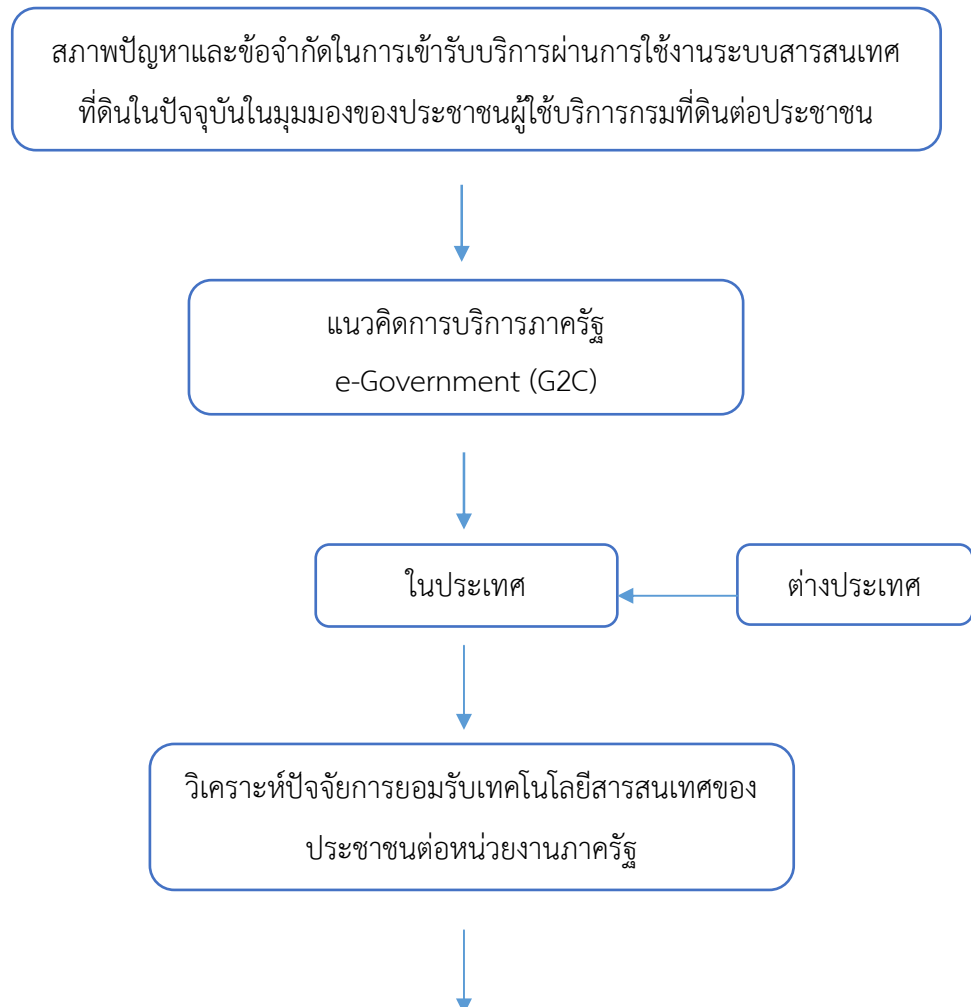 สภาพปัญหาและข้อจำกัดในการเข้ารับบริการผ่านการใช้งานระบบสารสนเทศ
ที่ดินในปัจจุบันในมุมมองของประชาชนผู้ใช้บริการกรมที่ดินต่อประชาชน
แนวคิดการบริการภาครัฐ
e-Government (G2C)
ในประเทศ
ต่างประเทศ
วิเคราะห์ปัจจัยการยอมรับเทคโนโลยีสารสนเทศของ
ประชาชนต่อหน่วยงานภาครัฐ